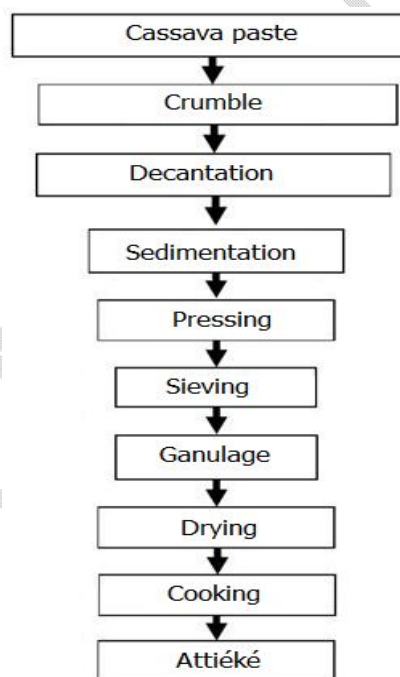 Cassava paste
Crumble
Decantation
Sedimentation
Pressing
Sieving
Ganulage
Drying
Cooking
Attiéké